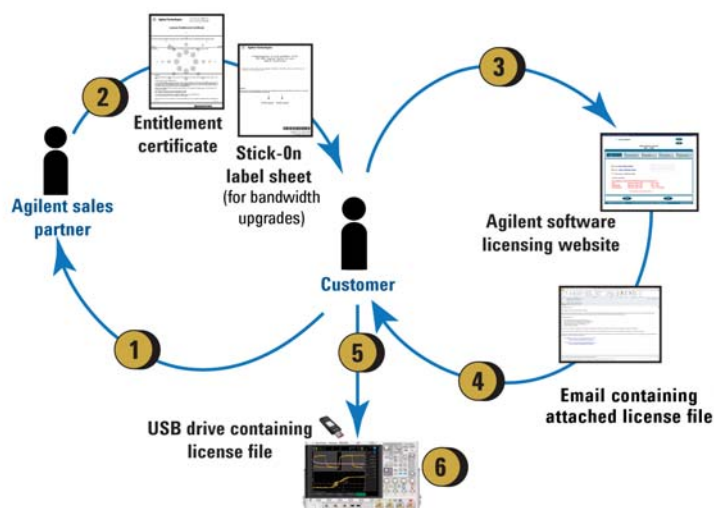 2
Entitlement
certificate
Stick-On
label sheet
(for bandwidth
upgrades)
3
Agilent sales
partner
Agilent software
licensing website
Customer
1
5
4
Email containing
attached license file
USB drive containing
license file
6